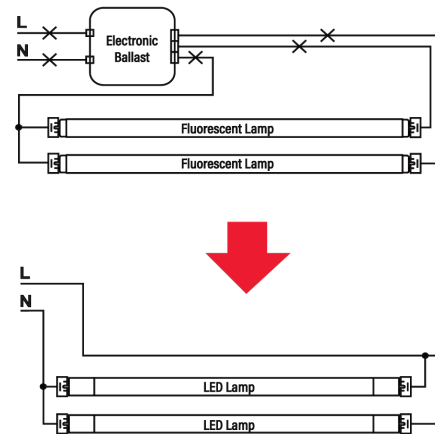 L
N
Electronic
Ballast
Fluorescent Lamp
Fluorescent Lamp
L
N
LED Lamp
LED Lamp